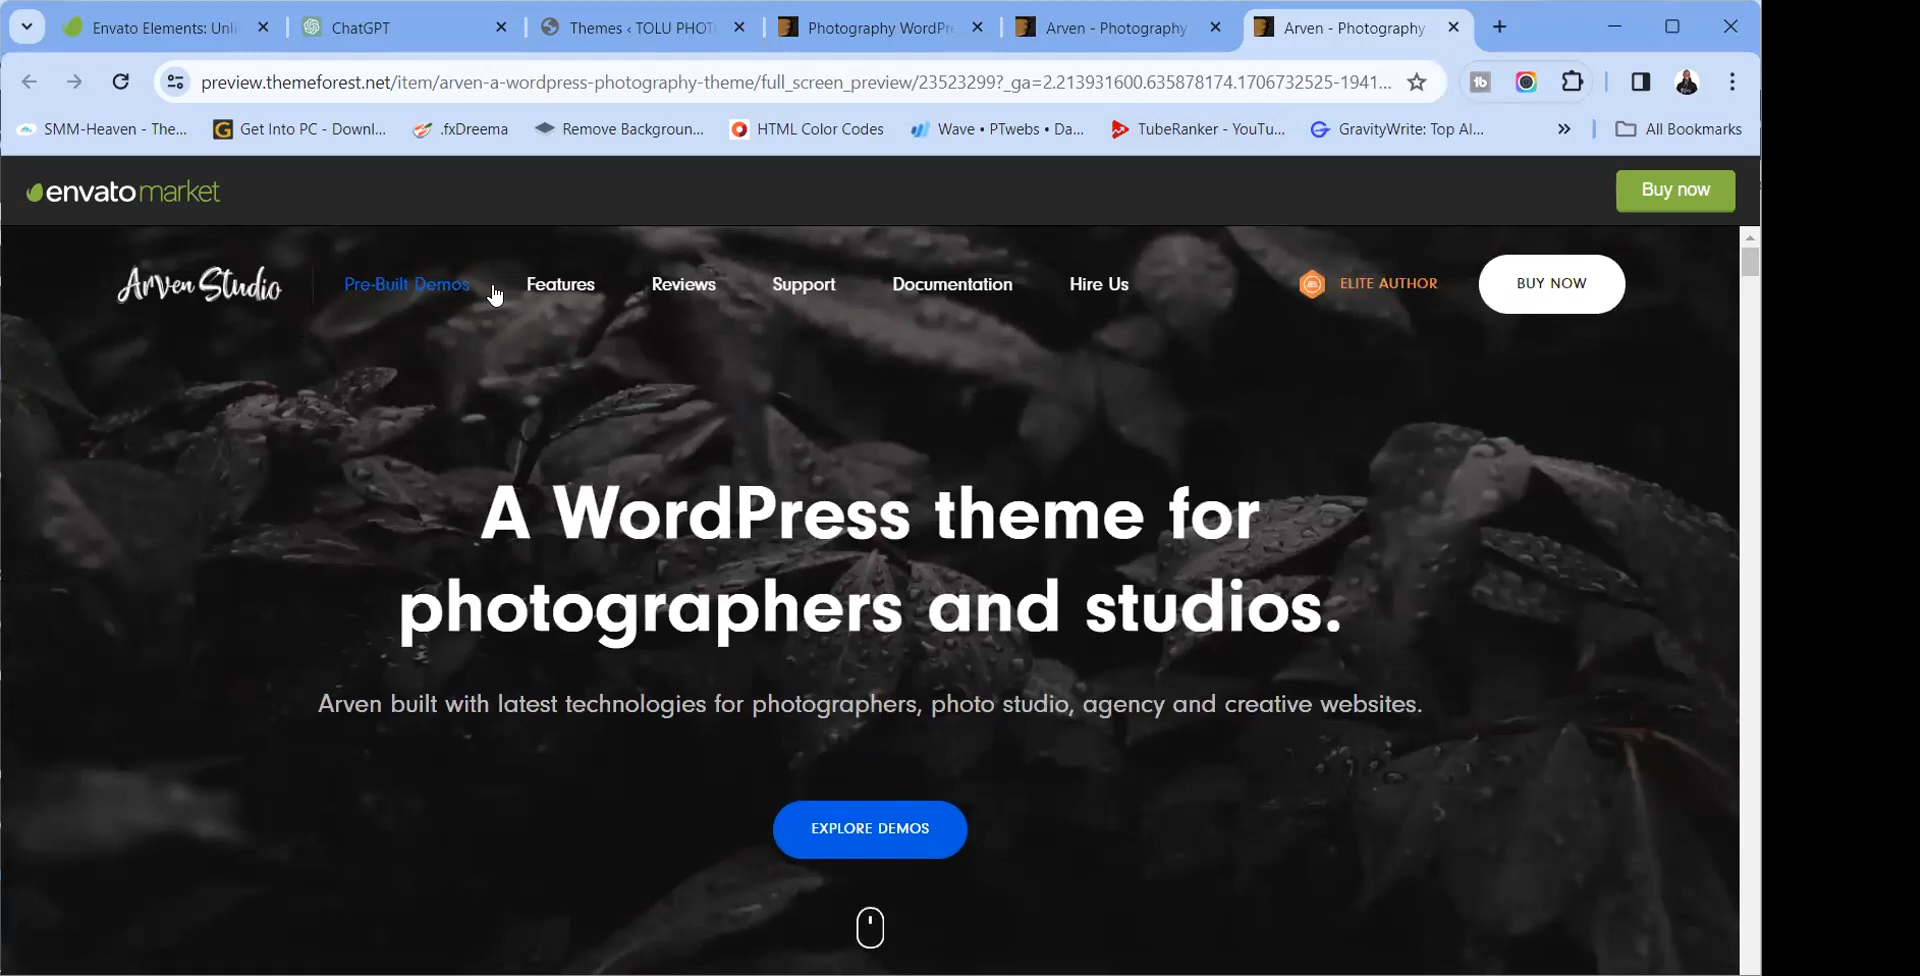 Envato Elements: Unli
ChatGPT
Themes ‹ TOLU PHOT
Photography WordPre
Arven - Photography
Arven - Photography
preview.themeforest.net/item/arven-a-wordpress-photography-theme/full_screen_preview/23523299?_ga=2.213931600.635878174.1706732525-1941...
SMM-Heaven - The...
Get Into PC - Downl...
.fxDreema
Remove Backgroun...
HTML Color Codes
Wave • PTwebs • Da...
TubeRanker - YouTu...
GravityWrite: Top AI...
»
All Bookmarks
envatomarket
Buy now
Arven Studio
Pre-Built Demos
Features
Reviews
Support
Documentation
Hire Us
ELITE AUTHOR
BUY NOW
A WordPress theme for
photographers and studios.
Arven built with latest technologies for photographers, photo studio, agency and creative websites.
EXPLORE DEMOS